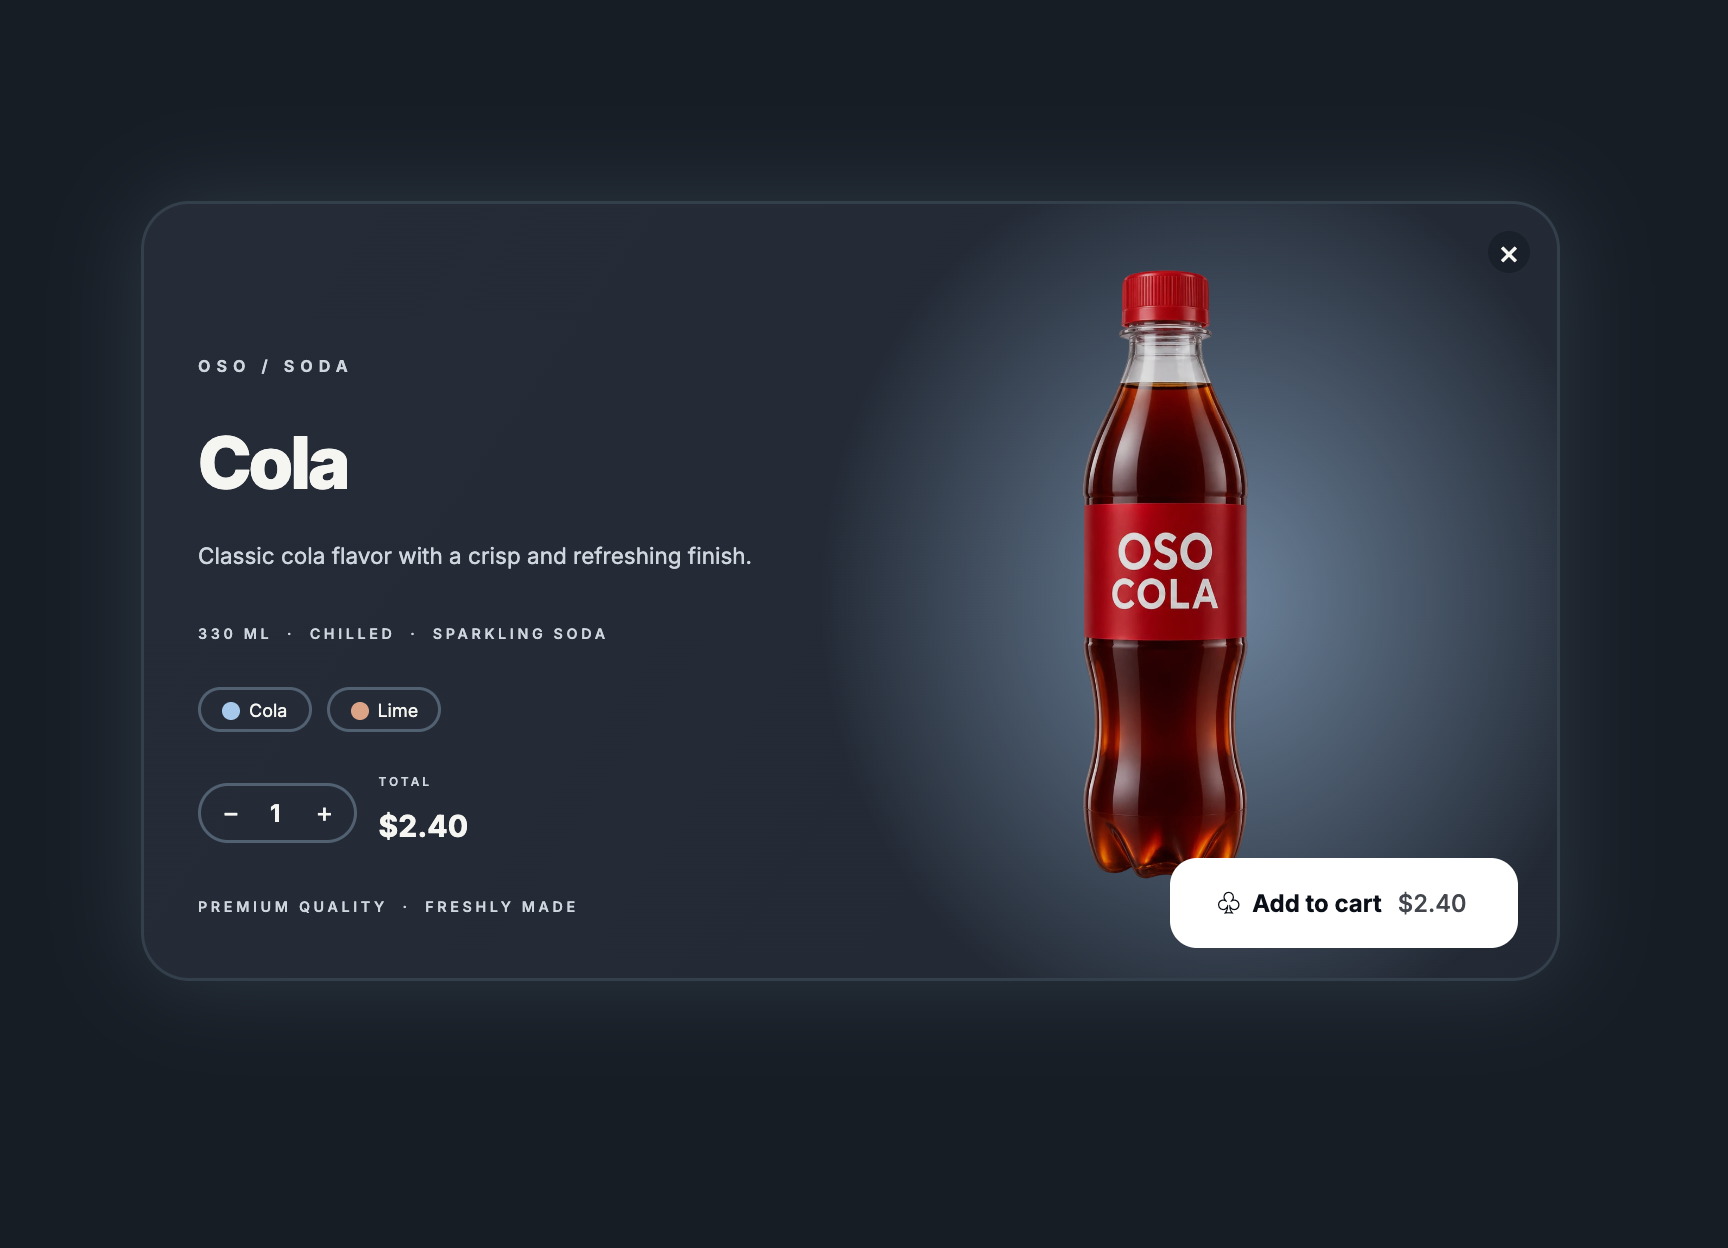 OSO / SODA
Cola
Classic cola flavor with a crisp and refreshing finish.
330 ML · CHILLED · SPARKLING SODA
Cola Lime
TOTAL
− 1 + $2.40
PREMIUM QUALITY · FRESHLY MADE
OSO
COLA
Add to cart $2.40